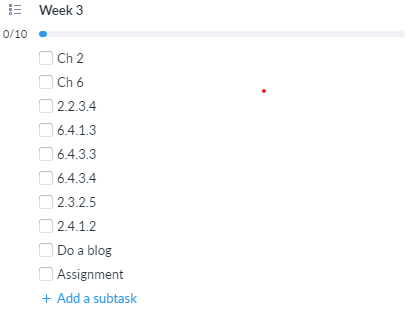 Week 3
0/10
Ch 2
Ch 6
2.2.3.4
6.4.1.3
6.4.3.3
6.4.3.4
2.3.2.5
2.4.1.2
Do a blog
Assignment
+ Add a subtask